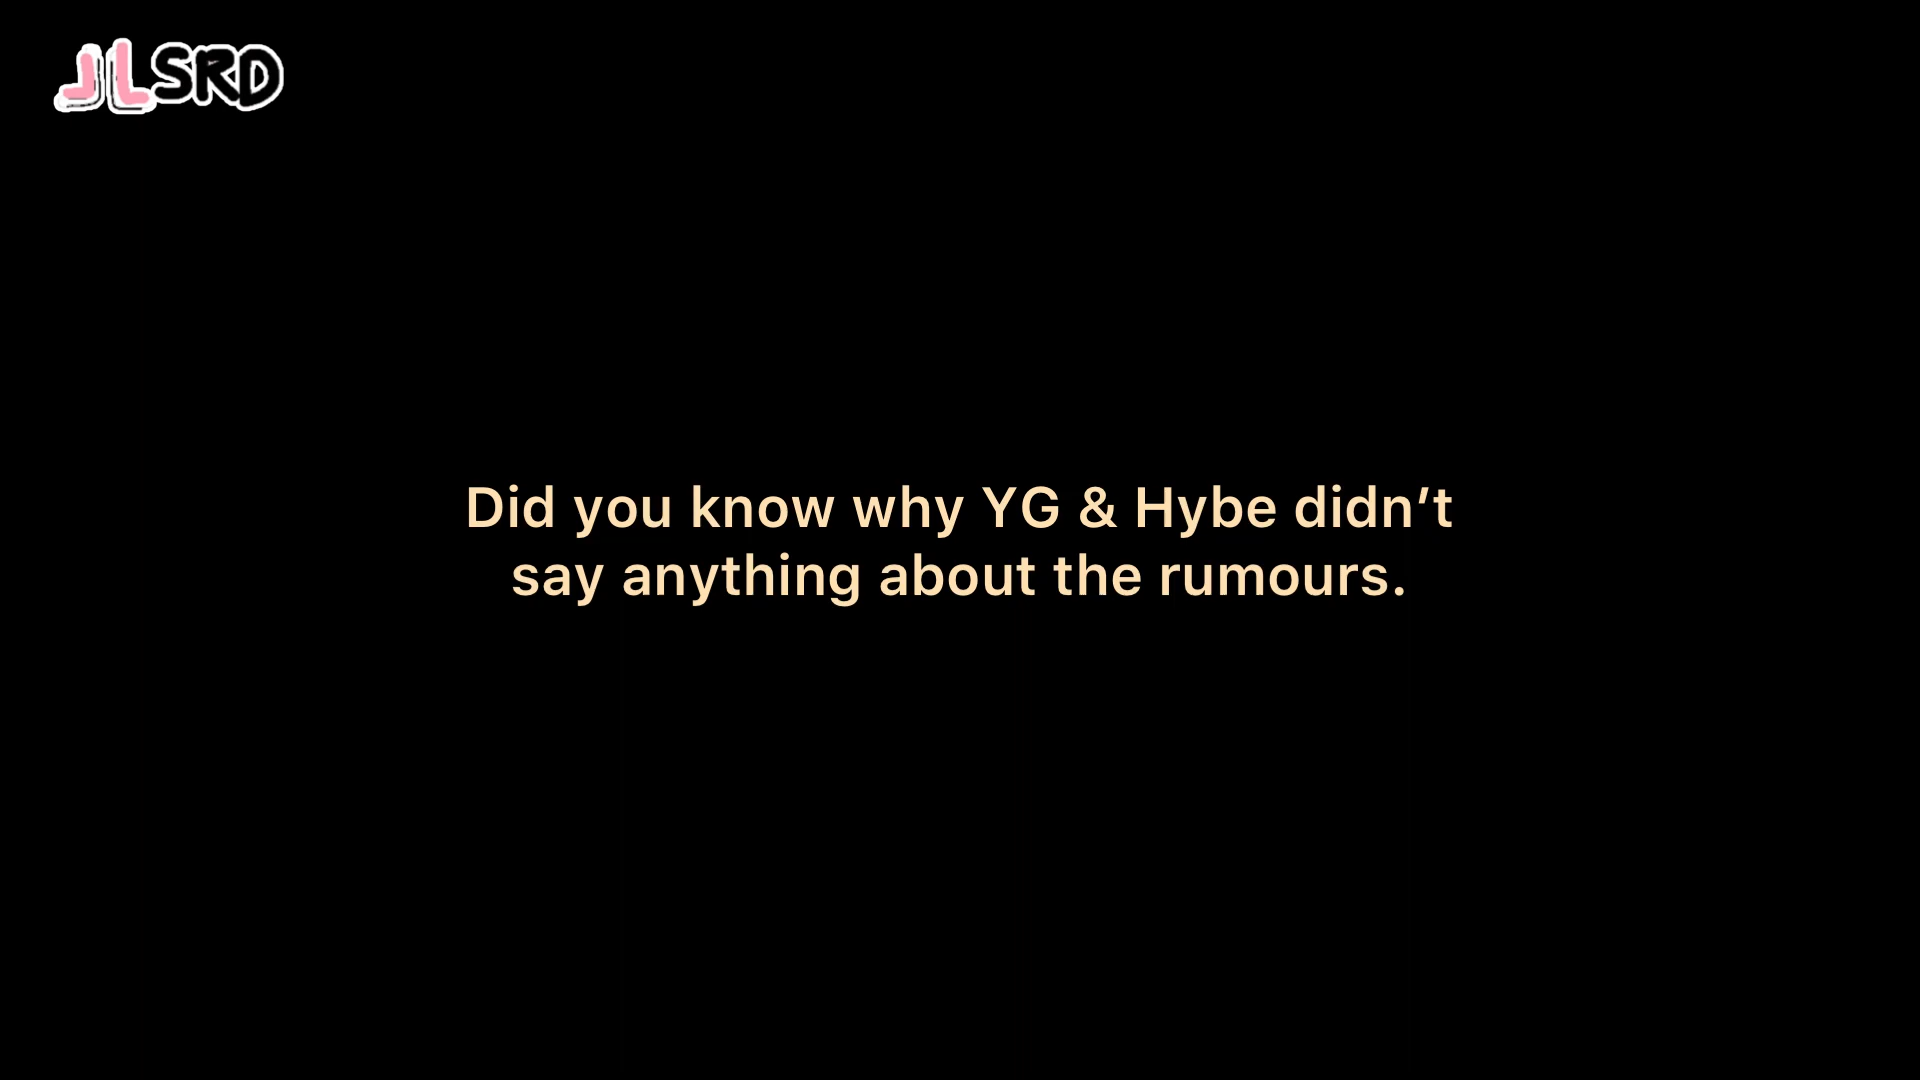 JLSRD
Did you know why YG & Hybe didn’t
say anything about the rumours.